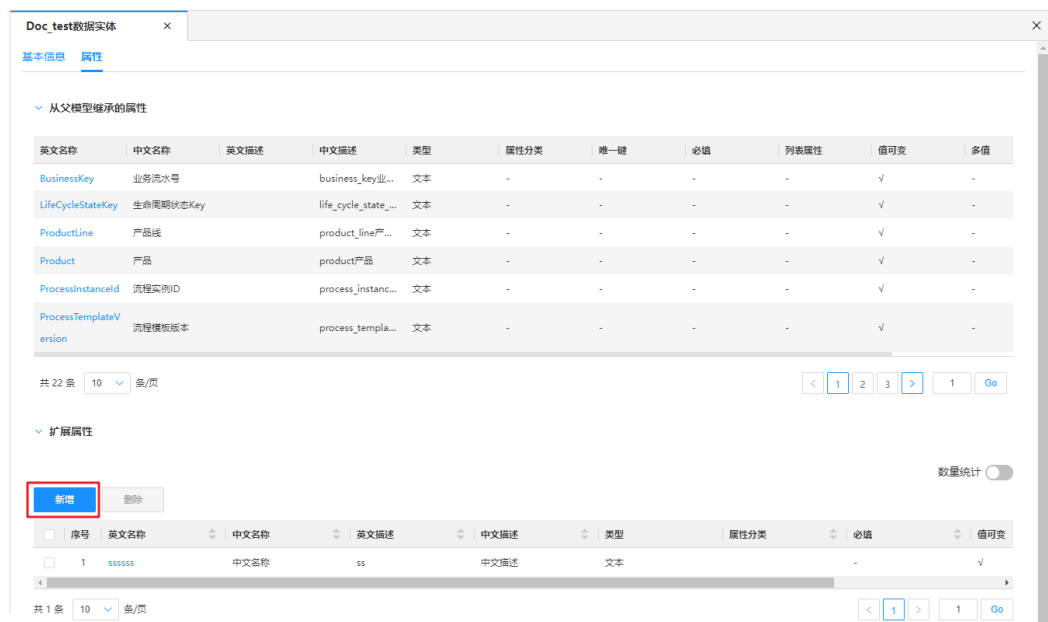 Doc_test数据实体
基本信息 属性
从父模型继承的属性
英文名称 中文名称 英文描述 中文描述 类型 属性分类 唯一键 必填 列表属性 值可变 多值
BusinessKey 业务流水号 business_key业... 文本 - - - - √ -
LifeCycleStateKey 生命周期状态Key life_cycle_state_... 文本 - - - - √ -
ProductLine 产品线 product_line产... 文本 - - - - √ -
Product 产品 product产品 文本 - - - - √ -
ProcessInstanceId 流程实例ID process_instanc... 文本 - - - - √ -
ProcessTemplateV
ersion 流程模板版本 process_templa... 文本 - - - - √ -
共 22 条 10 条/页 < 1 2 3 > 1 Go
扩展属性
数量统计
新增 删除
序号 英文名称 中文名称 英文描述 中文描述 类型 属性分类 必填 值可变
1 ssssss 中文名称 ss 中文描述 文本 - √
共 1 条 10 条/页 < 1 > 1 Go